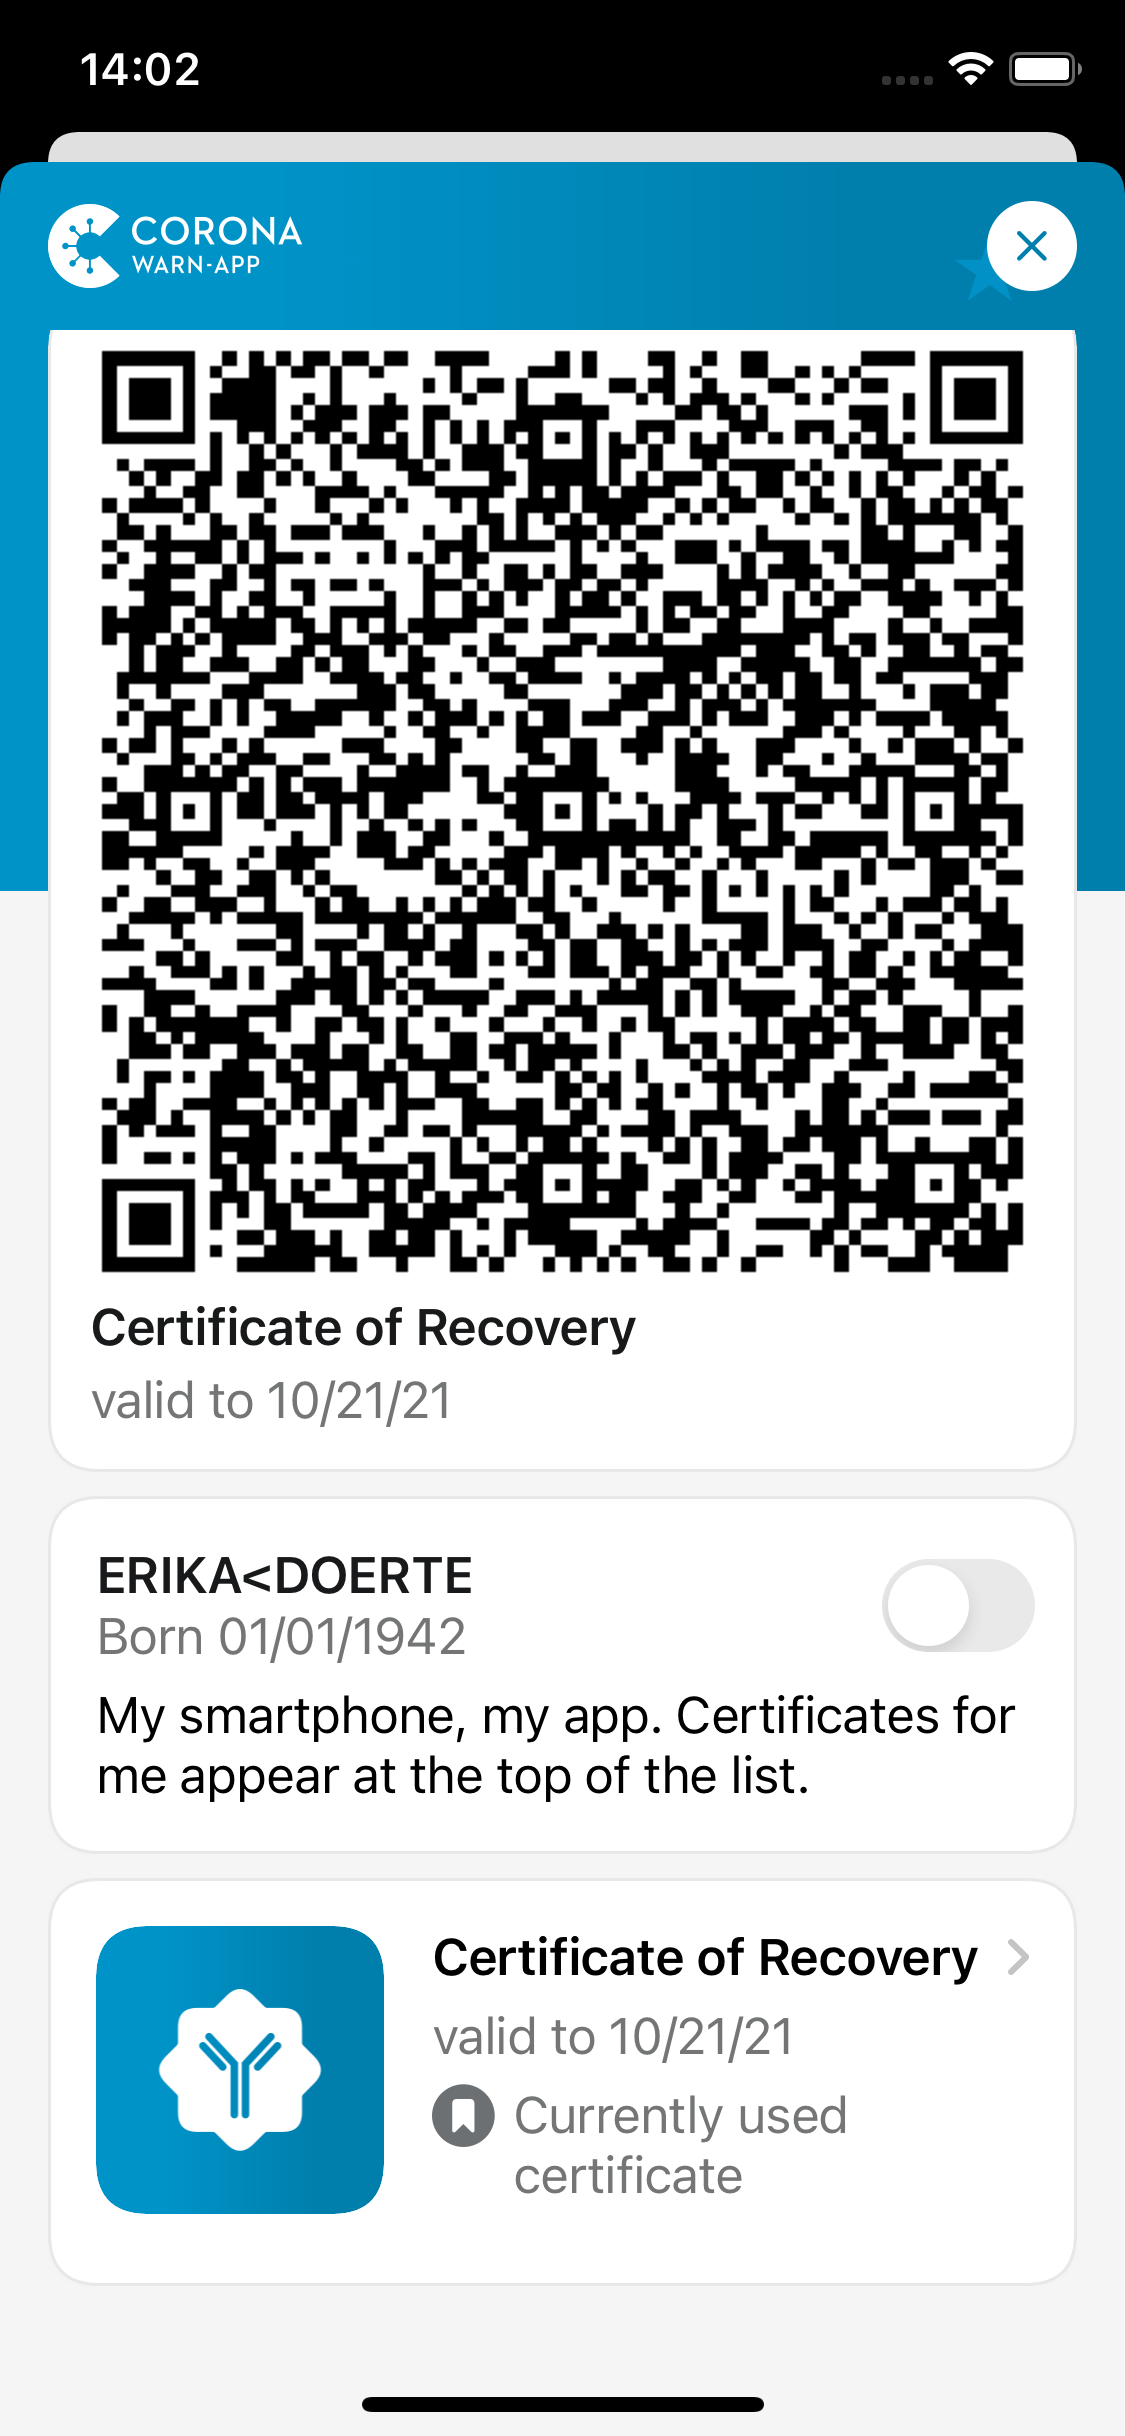 14:02
CORONA
WARN-APP
Certificate of Recovery
valid to 10/21/21
ERIKA<DOERTE
Born 01/01/1942
My smartphone, my app. Certificates for
me appear at the top of the list.
Certificate of Recovery
valid to 10/21/21
Currently used
certificate